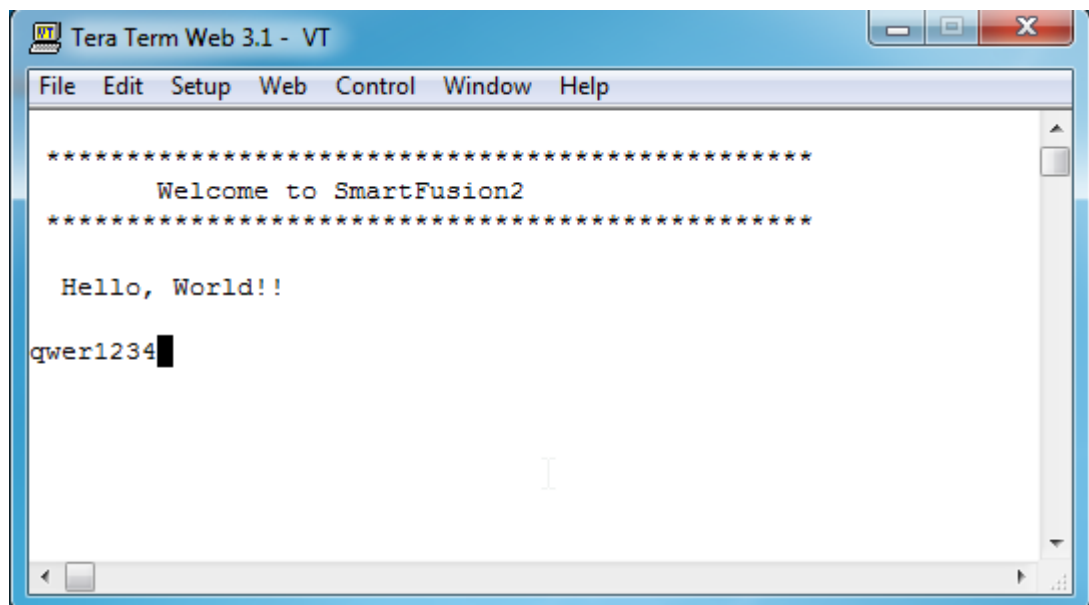 Tera Term Web 3.1 - VT
File Edit Setup Web Control Window Help
************************************************
Welcome to SmartFusion2
************************************************
Hello, World!!
qwer1234